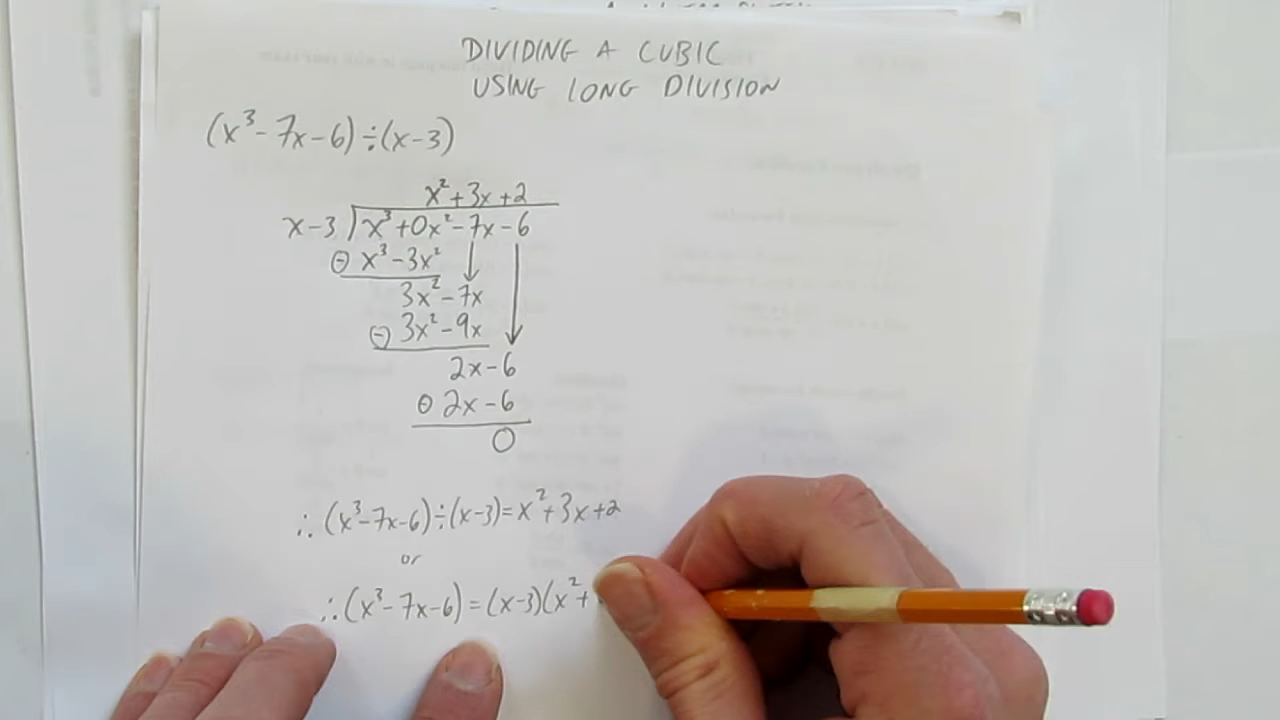 DIVIDING A CUBIC
USING LONG DIVISION
(x³ - 7x - 6) ÷ (x - 3)
x² + 3x + 2
x - 3 ) x³ + 0x² - 7x - 6
⊖ x³ - 3x²
3x² - 7x
⊖ 3x² - 9x
2x - 6
⊖ 2x - 6
0
∴ (x³ - 7x - 6) ÷ (x - 3) = x² + 3x + 2
or
∴ (x³ - 7x - 6) = (x - 3)(x² +